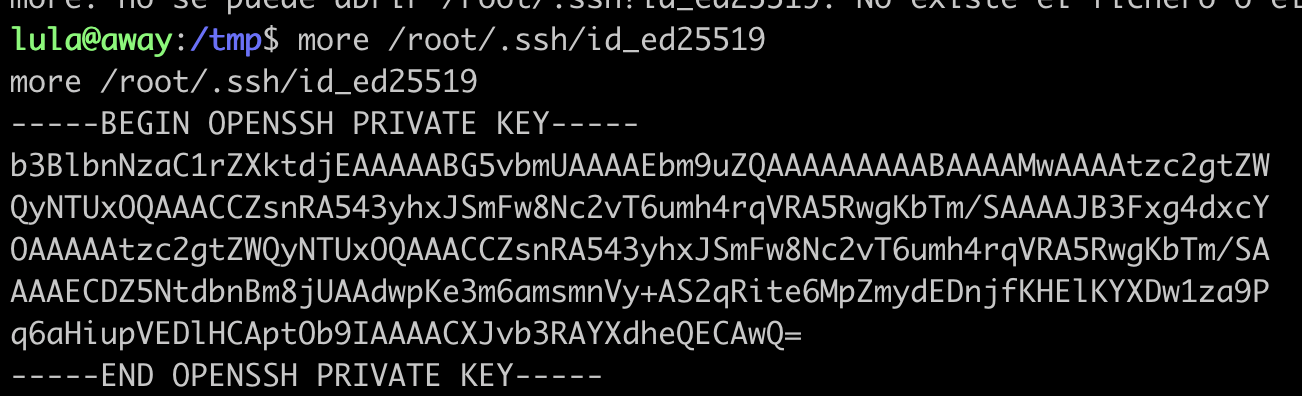 more: no se puede abrir /root/.ssh!id_ed25519: No existe el fichero o el
lula@away:/tmp$ more /root/.ssh/id_ed25519
more /root/.ssh/id_ed25519
-----BEGIN OPENSSH PRIVATE KEY-----
b3BlbnNzaC1rZXktdjEAAAAABG5vbmUAAAAEbm9uZQAAAAAAAAABAAAAMwAAAAtzc2gtZW
QyNTUxOQAAACCZsnRA543yhxJSmFw8Nc2vT6umh4rqVRA5RwgKbTm/SAAAAJB3Fxg4dxcY
OAAAAAtzc2gtZWQyNTUxOQAAACCZsnRA543yhxJSmFw8Nc2vT6umh4rqVRA5RwgKbTm/SA
AAAECDZ5NtdbnBm8jUAAdwpKe3m6amsmnVy+AS2qRite6MpZmydEDnjfKHElKYXDw1za9P
q6aHiupVEDlHCAptOb9IAAAACXJvb3RAYXdheQECAwQ=
-----END OPENSSH PRIVATE KEY-----